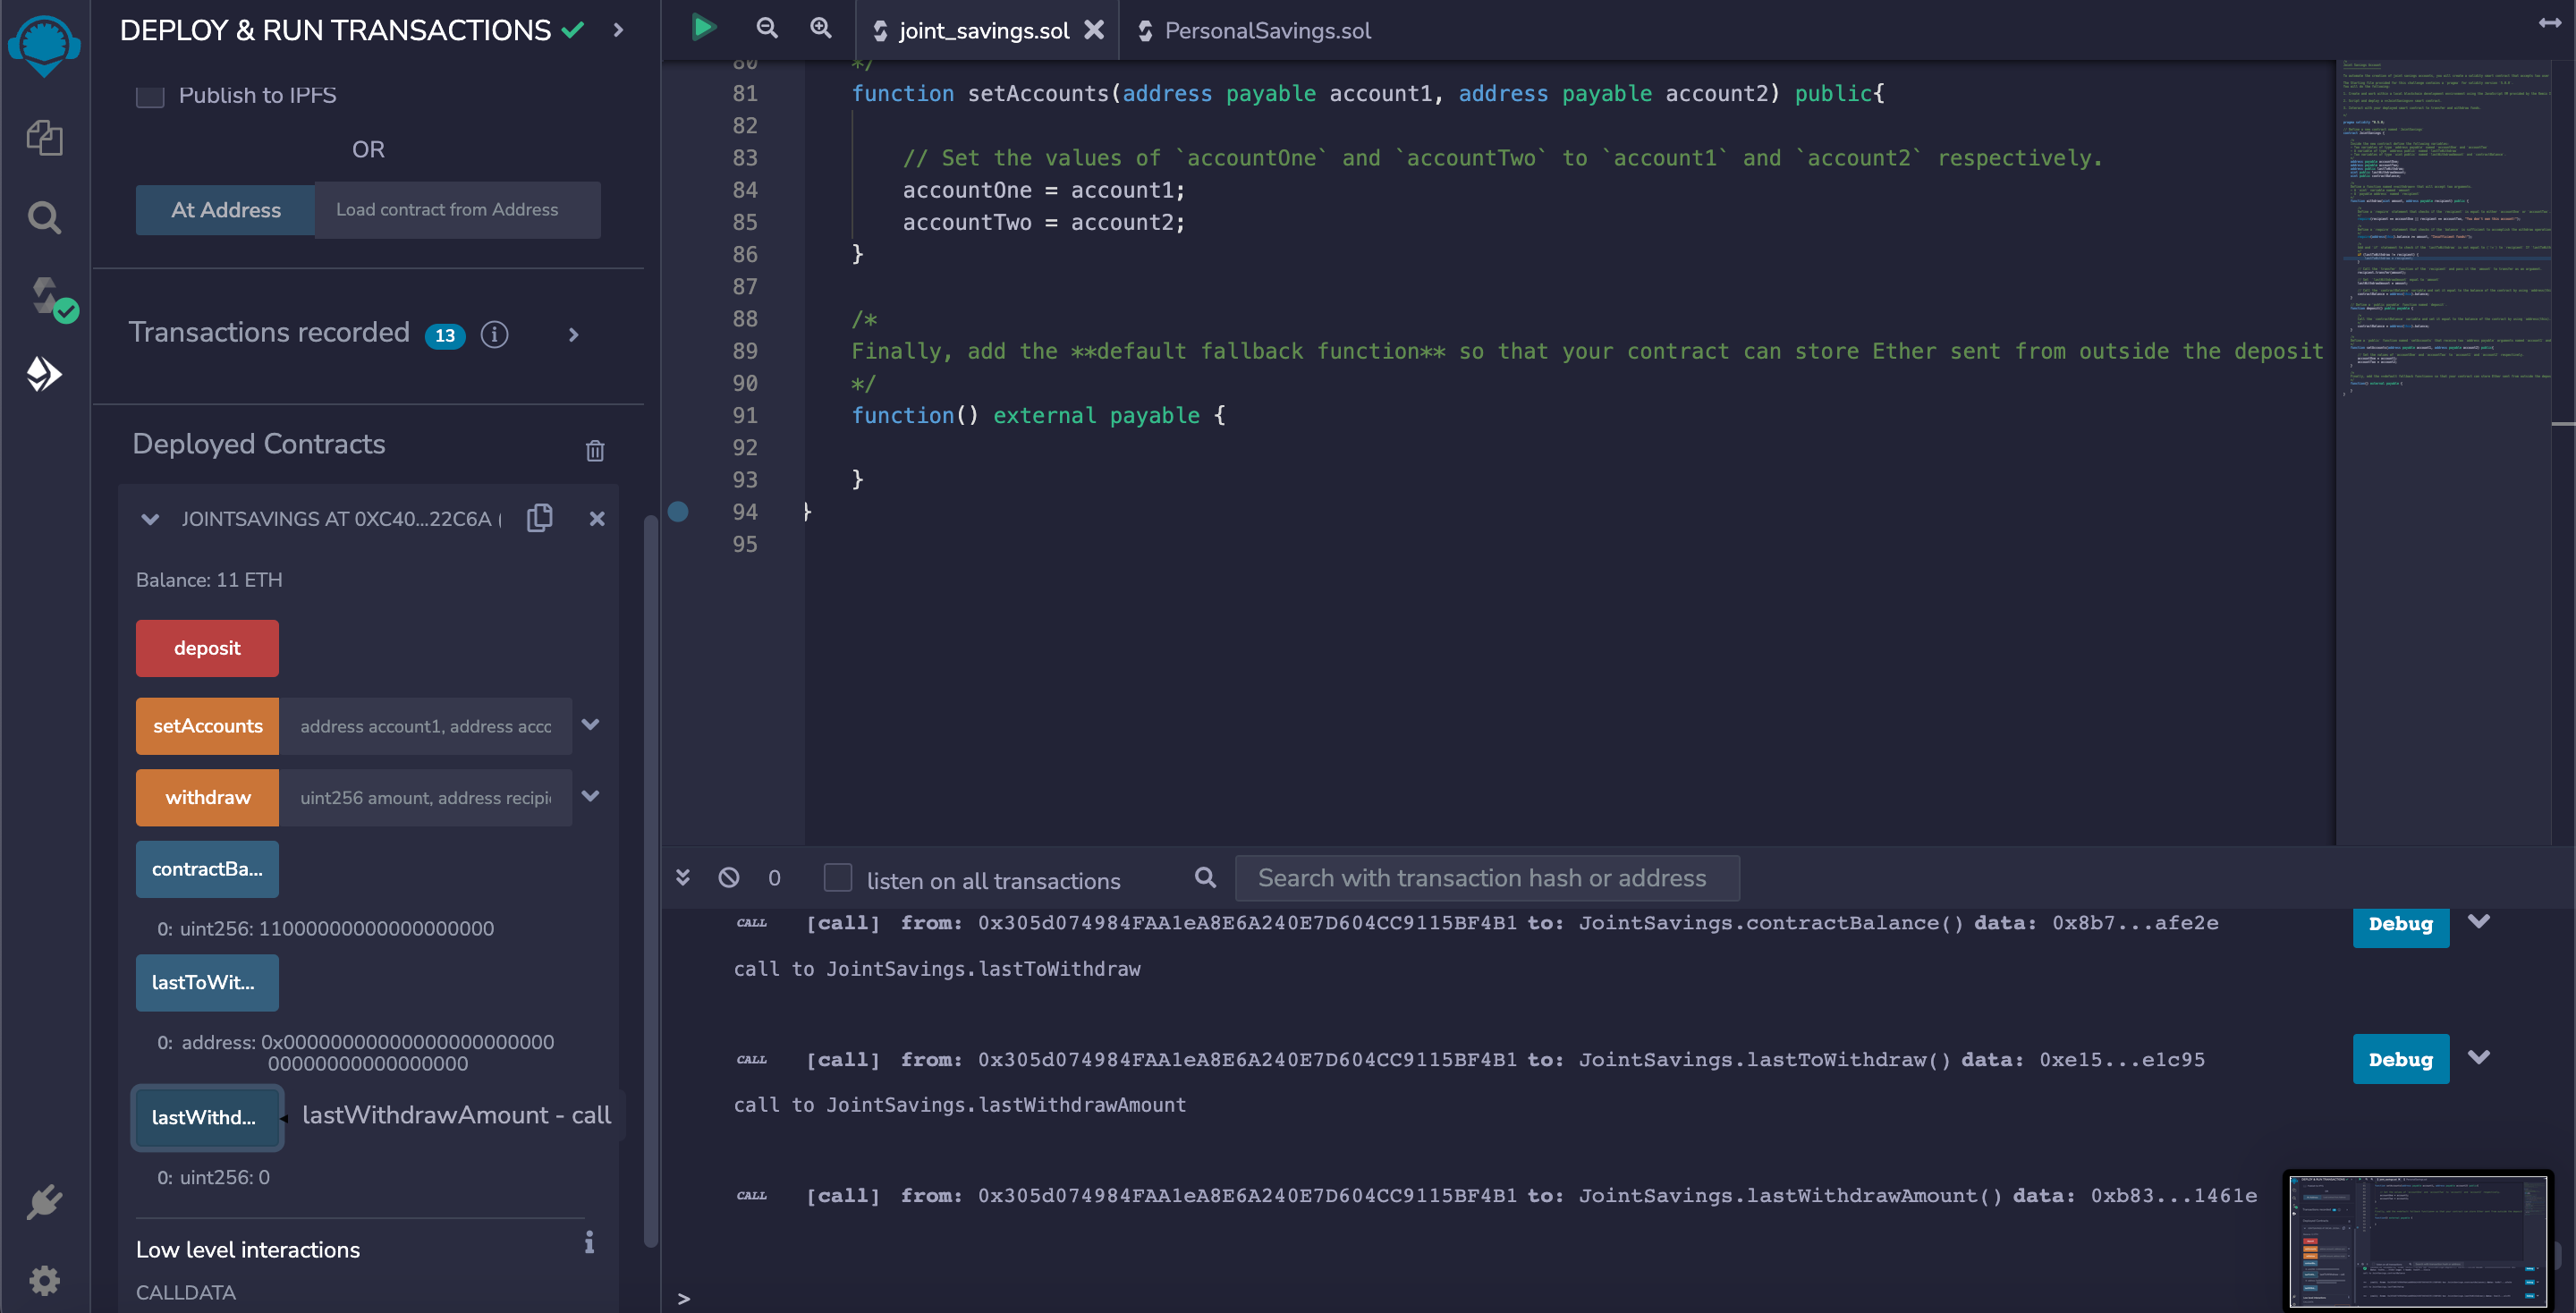 DEPLOY & RUN TRANSACTIONS
Publish to IPFS
OR
At Address
Load contract from Address
Transactions recorded 13
Deployed Contracts
JOINTSAVINGS AT 0XC40...22C6A (
Balance: 11 ETH
deposit
setAccounts
address account1, address acco
withdraw
uint256 amount, address recipi
contractBa...
0: uint256: 11000000000000000000
lastToWit...
0: address: 0x00000000000000000000000
00000000000000000
lastWithd...
lastWithdrawAmount - call
0: uint256: 0
Low level interactions
CALLDATA
joint_savings.sol
PersonalSavings.sol
80 */
81 function setAccounts(address payable account1, address payable account2) public{
82
83 // Set the values of `accountOne` and `accountTwo` to `account1` and `account2` respectively.
84 accountOne = account1;
85 accountTwo = account2;
86 }
87
88 /*
89 Finally, add the **default fallback function** so that your contract can store Ether sent from outside the deposit
90 */
91 function() external payable {
92
93 }
94 }
95
0
listen on all transactions
Search with transaction hash or address
CALL [call] from: 0x305d074984FAA1eA8E6A240E7D604CC9115BF4B1 to: JointSavings.contractBalance() data: 0x8b7...afe2e
Debug
call to JointSavings.lastToWithdraw
CALL [call] from: 0x305d074984FAA1eA8E6A240E7D604CC9115BF4B1 to: JointSavings.lastToWithdraw() data: 0xe15...e1c95
Debug
call to JointSavings.lastWithdrawAmount
CALL [call] from: 0x305d074984FAA1eA8E6A240E7D604CC9115BF4B1 to: JointSavings.lastWithdrawAmount() data: 0xb83...1461e
>